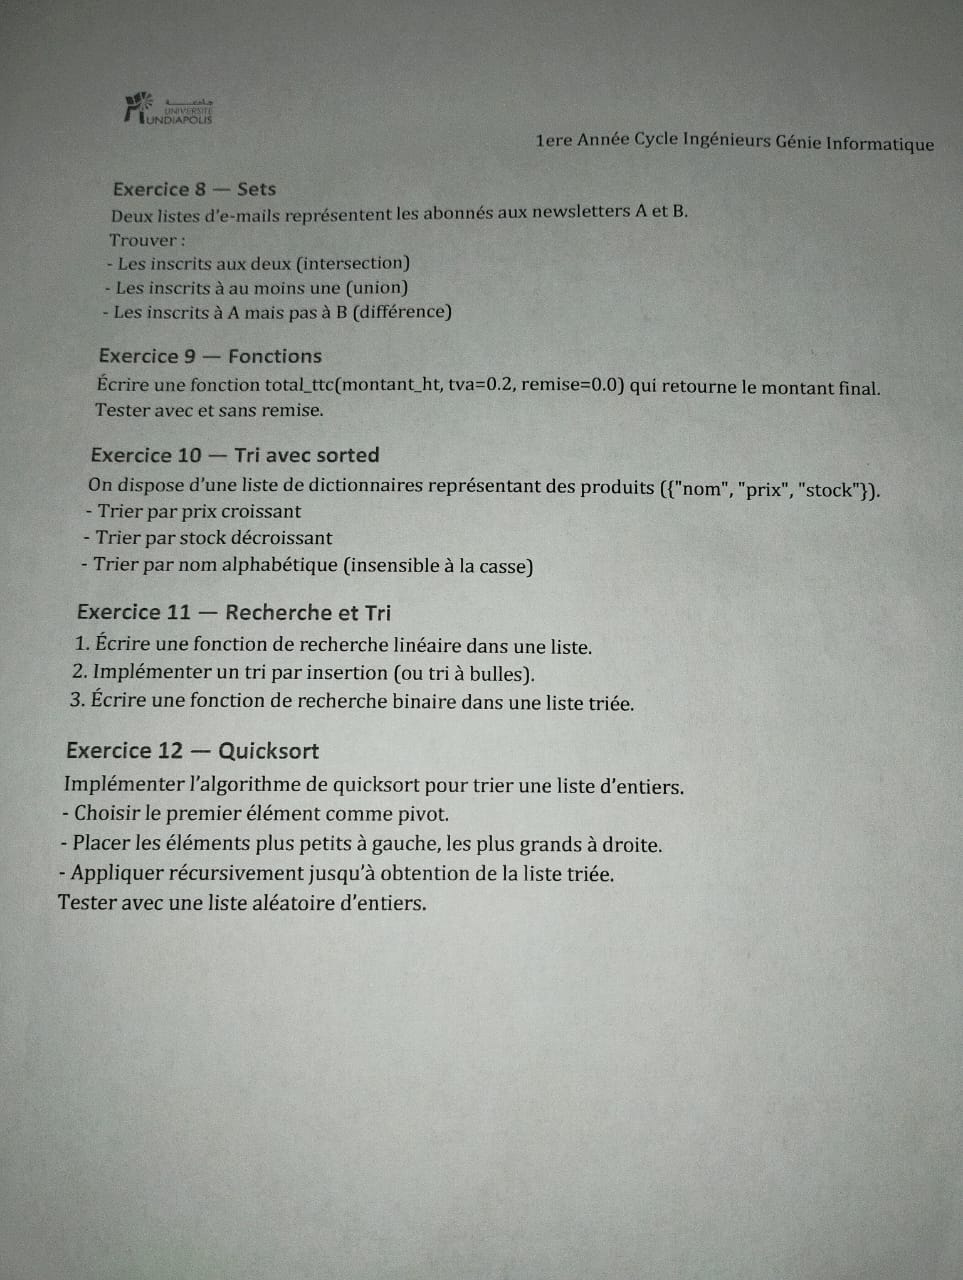 UNIVERSITÉ
MUNDIAPOLIS
1ere Année Cycle Ingénieurs Génie Informatique
Exercice 8 — Sets
Deux listes d'e-mails représentent les abonnés aux newsletters A et B.
Trouver :
- Les inscrits aux deux (intersection)
- Les inscrits à au moins une (union)
- Les inscrits à A mais pas à B (différence)
Exercice 9 — Fonctions
Écrire une fonction total_ttc(montant_ht, tva=0.2, remise=0.0) qui retourne le montant final.
Tester avec et sans remise.
Exercice 10 — Tri avec sorted
On dispose d'une liste de dictionnaires représentant des produits ({"nom", "prix", "stock"}).
- Trier par prix croissant
- Trier par stock décroissant
- Trier par nom alphabétique (insensible à la casse)
Exercice 11 — Recherche et Tri
1. Écrire une fonction de recherche linéaire dans une liste.
2. Implémenter un tri par insertion (ou tri à bulles).
3. Écrire une fonction de recherche binaire dans une liste triée.
Exercice 12 — Quicksort
Implémenter l'algorithme de quicksort pour trier une liste d'entiers.
- Choisir le premier élément comme pivot.
- Placer les éléments plus petits à gauche, les plus grands à droite.
- Appliquer récursivement jusqu'à obtention de la liste triée.
Tester avec une liste aléatoire d'entiers.